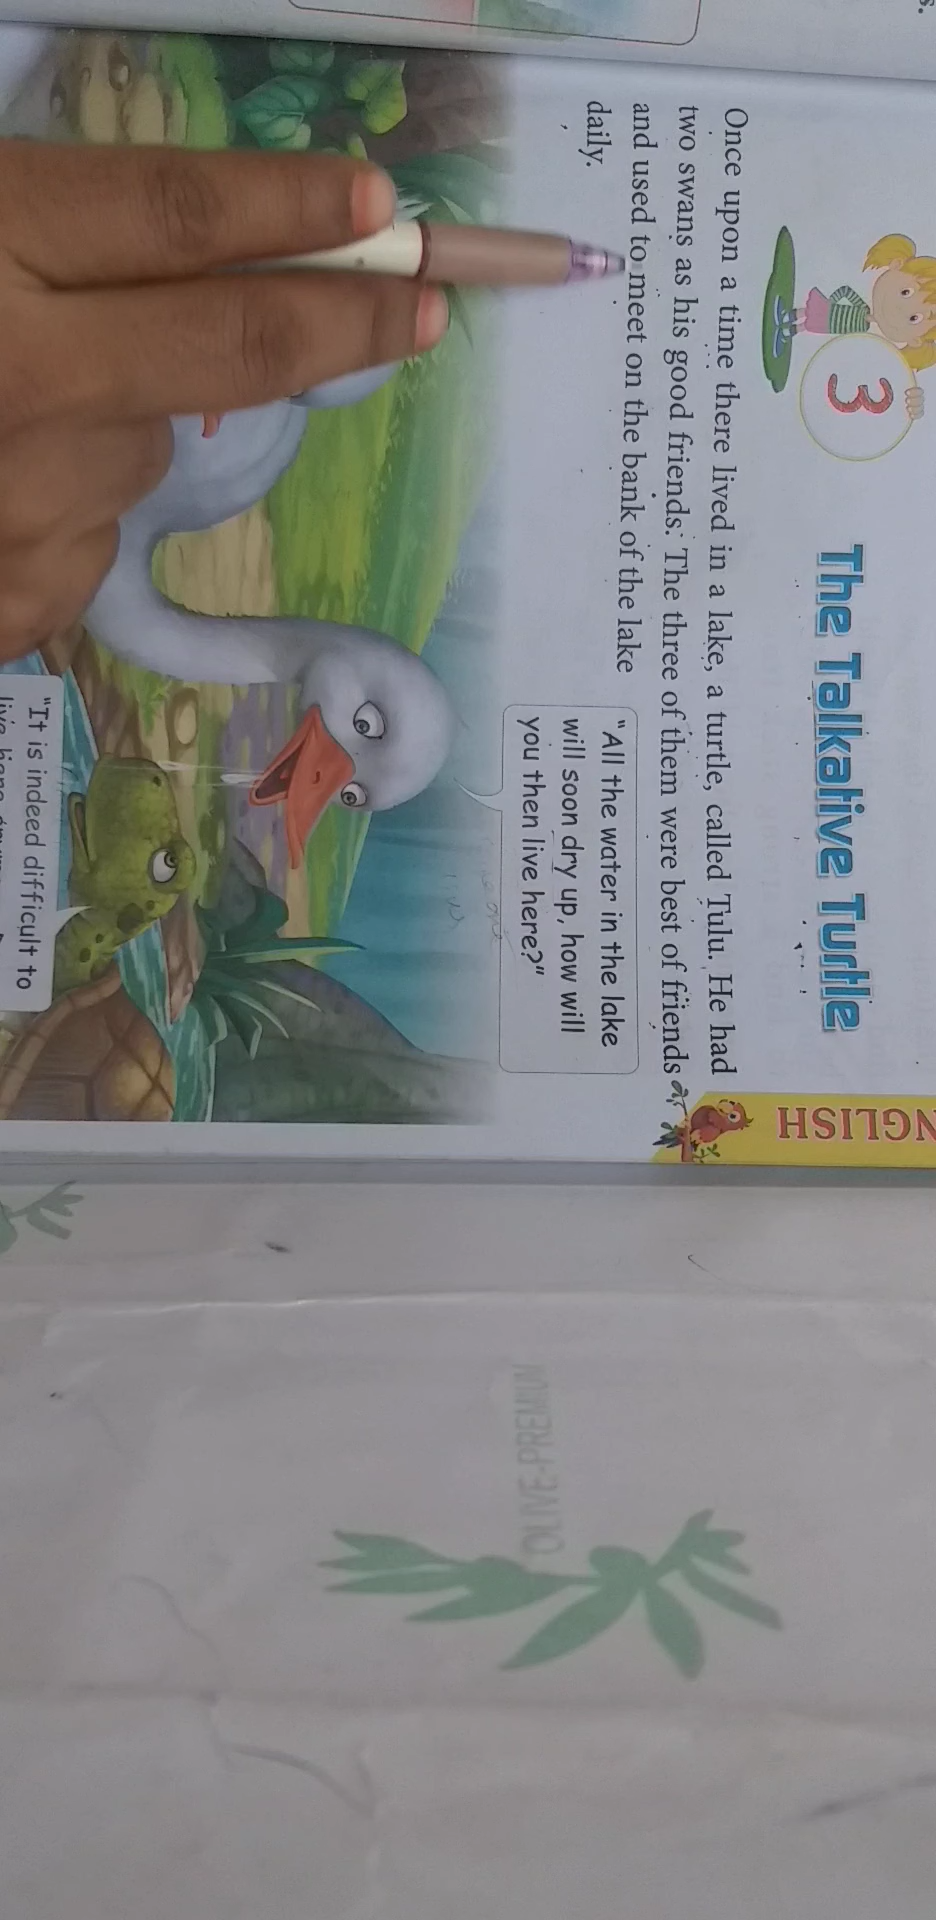 3
The Talkative Turtle
NGLISH
Once upon a time there lived in a lake, a turtle, called Tulu. He had
two swans as his good friends. The three of them were best of friends
and used to meet on the bank of the lake
daily.
"All the water in the lake
will soon dry up, how will
you then live here?"
"It is indeed difficult to
OLIVE-PREMIUM